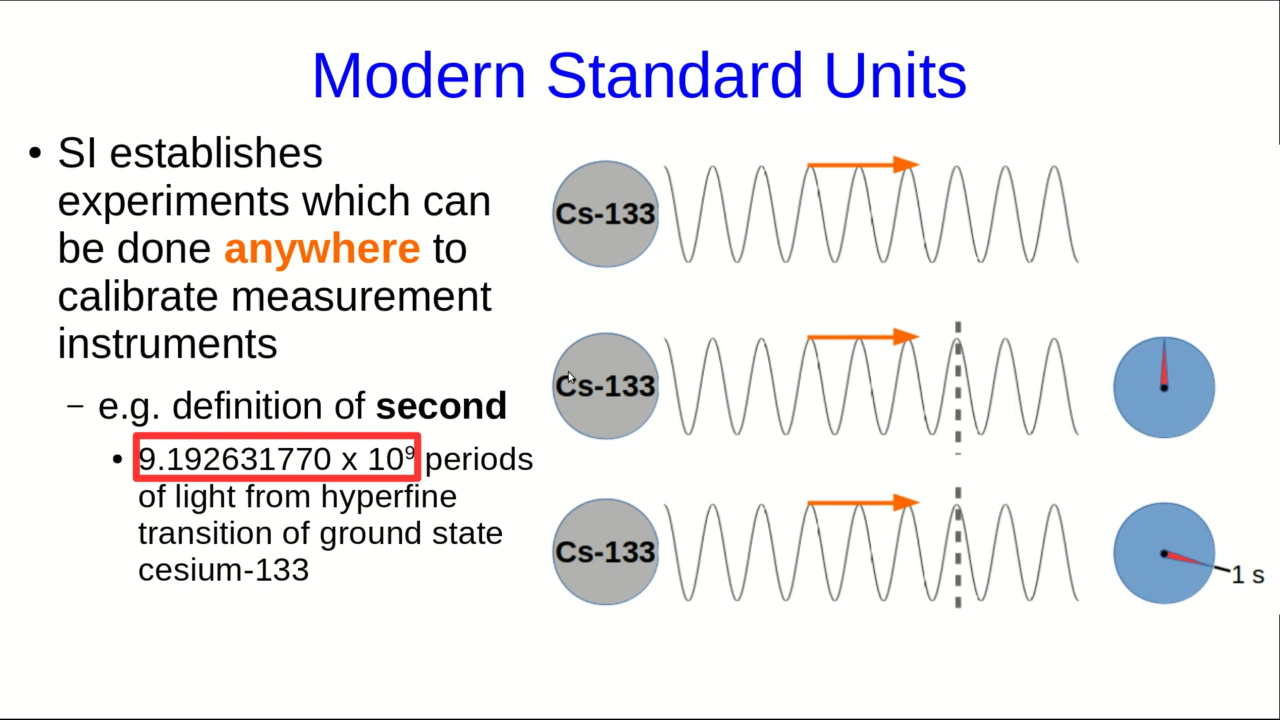 Modern Standard Units
• SI establishes
experiments which can
be done anywhere to
calibrate measurement
instruments
– e.g. definition of second
• 9.192631770 x 10⁹ periods
of light from hyperfine
transition of ground state
cesium-133
Cs-133
Cs-133
Cs-133
1 s